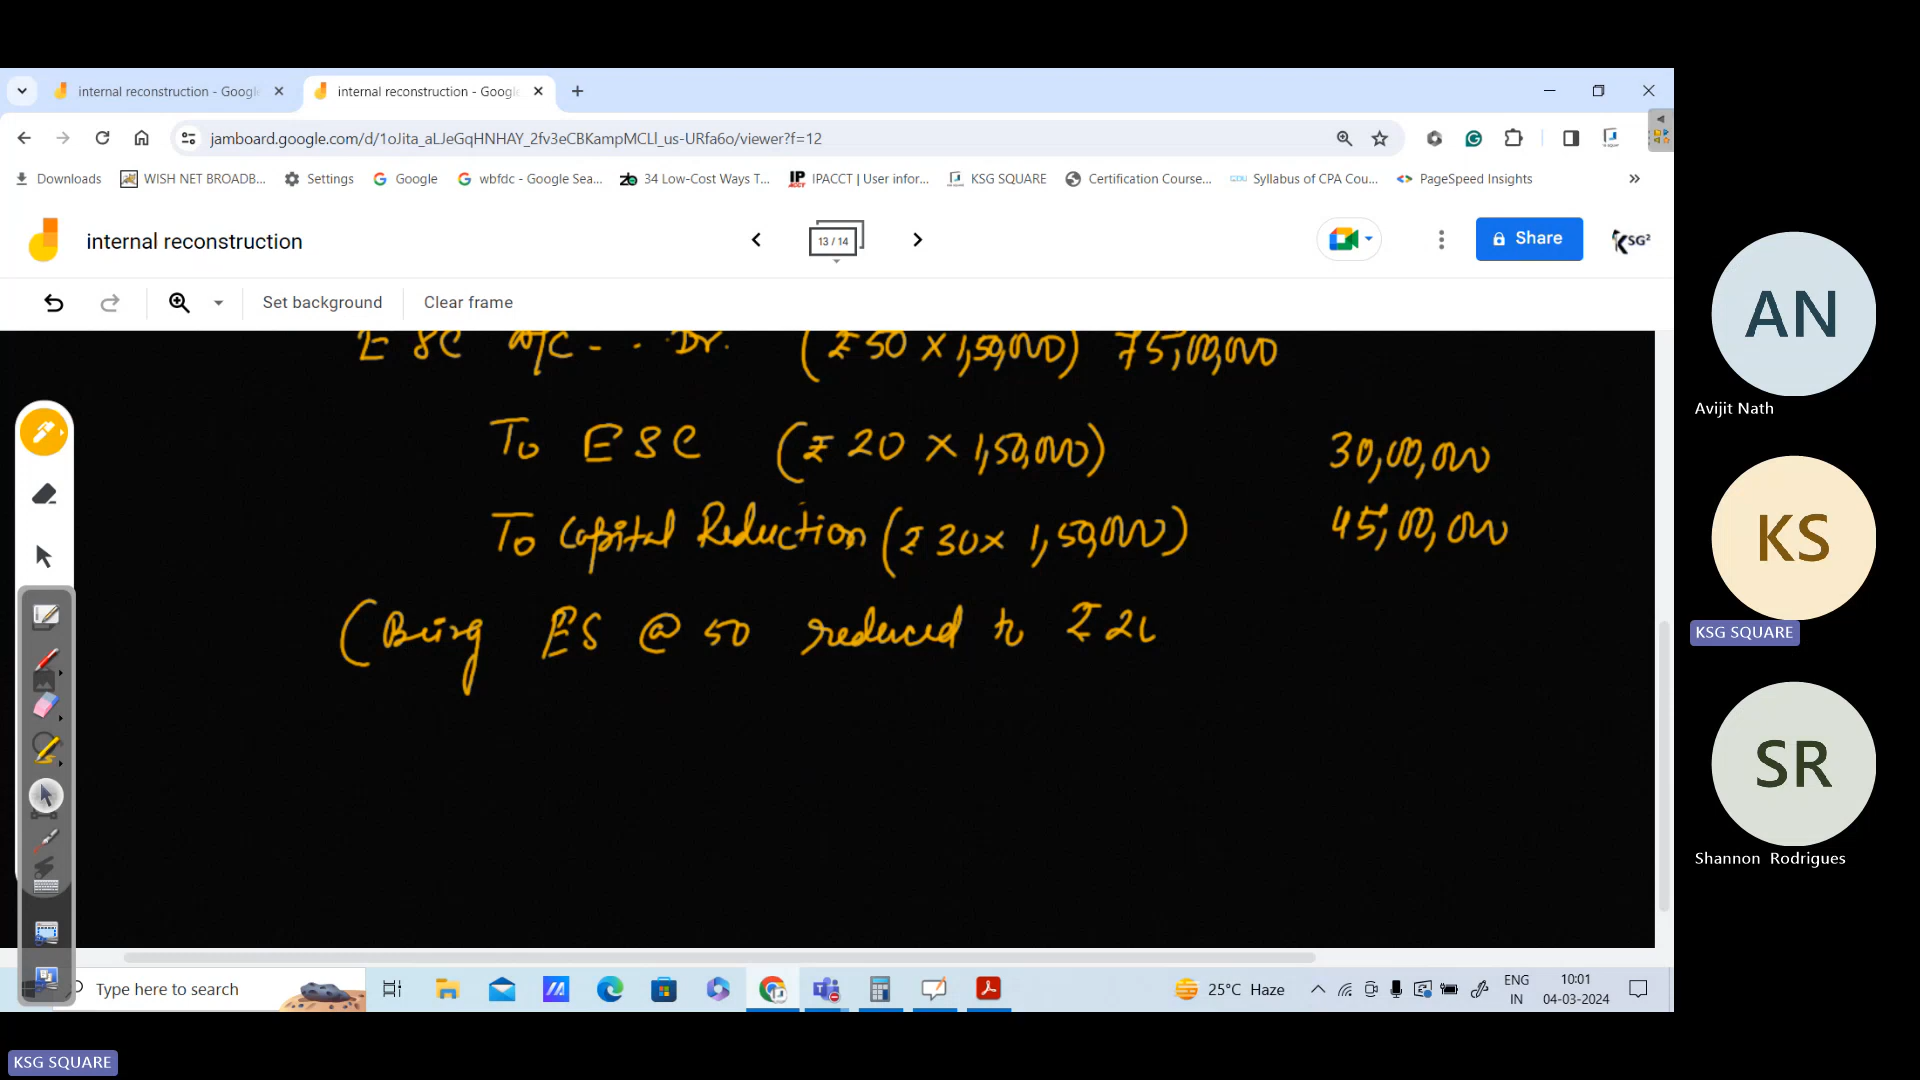 internal reconstruction - Googl
internal reconstruction - Google
jamboard.google.com/d/1oJita_aLJeGqHNHAY_2fv3eCBKampMCLl_us-URfa6o/viewer?f=12
Downloads WISH NET BROADB... Settings Google wbfdc - Google Sea... 34 Low-Cost Ways T... IPACCT | User infor... KSG SQUARE Certification Course... Syllabus of CPA Cou... PageSpeed Insights
internal reconstruction
13 / 14
Share
KSG²
Set background Clear frame
ESC A/C - . . Dr. (₹50 × 1,50,000) 75,00,000
To ESC (₹ 20 × 1,50,000) 30,00,000
To Capital Reduction (₹ 30× 1,50,000) 45,00,000
(Being ES @ 50 reduced to ₹ 20
AN
Avijit Nath
KS
KSG SQUARE
SR
Shannon Rodrigues
Type here to search
25°C Haze
ENG
IN
10:01
04-03-2024
KSG SQUARE